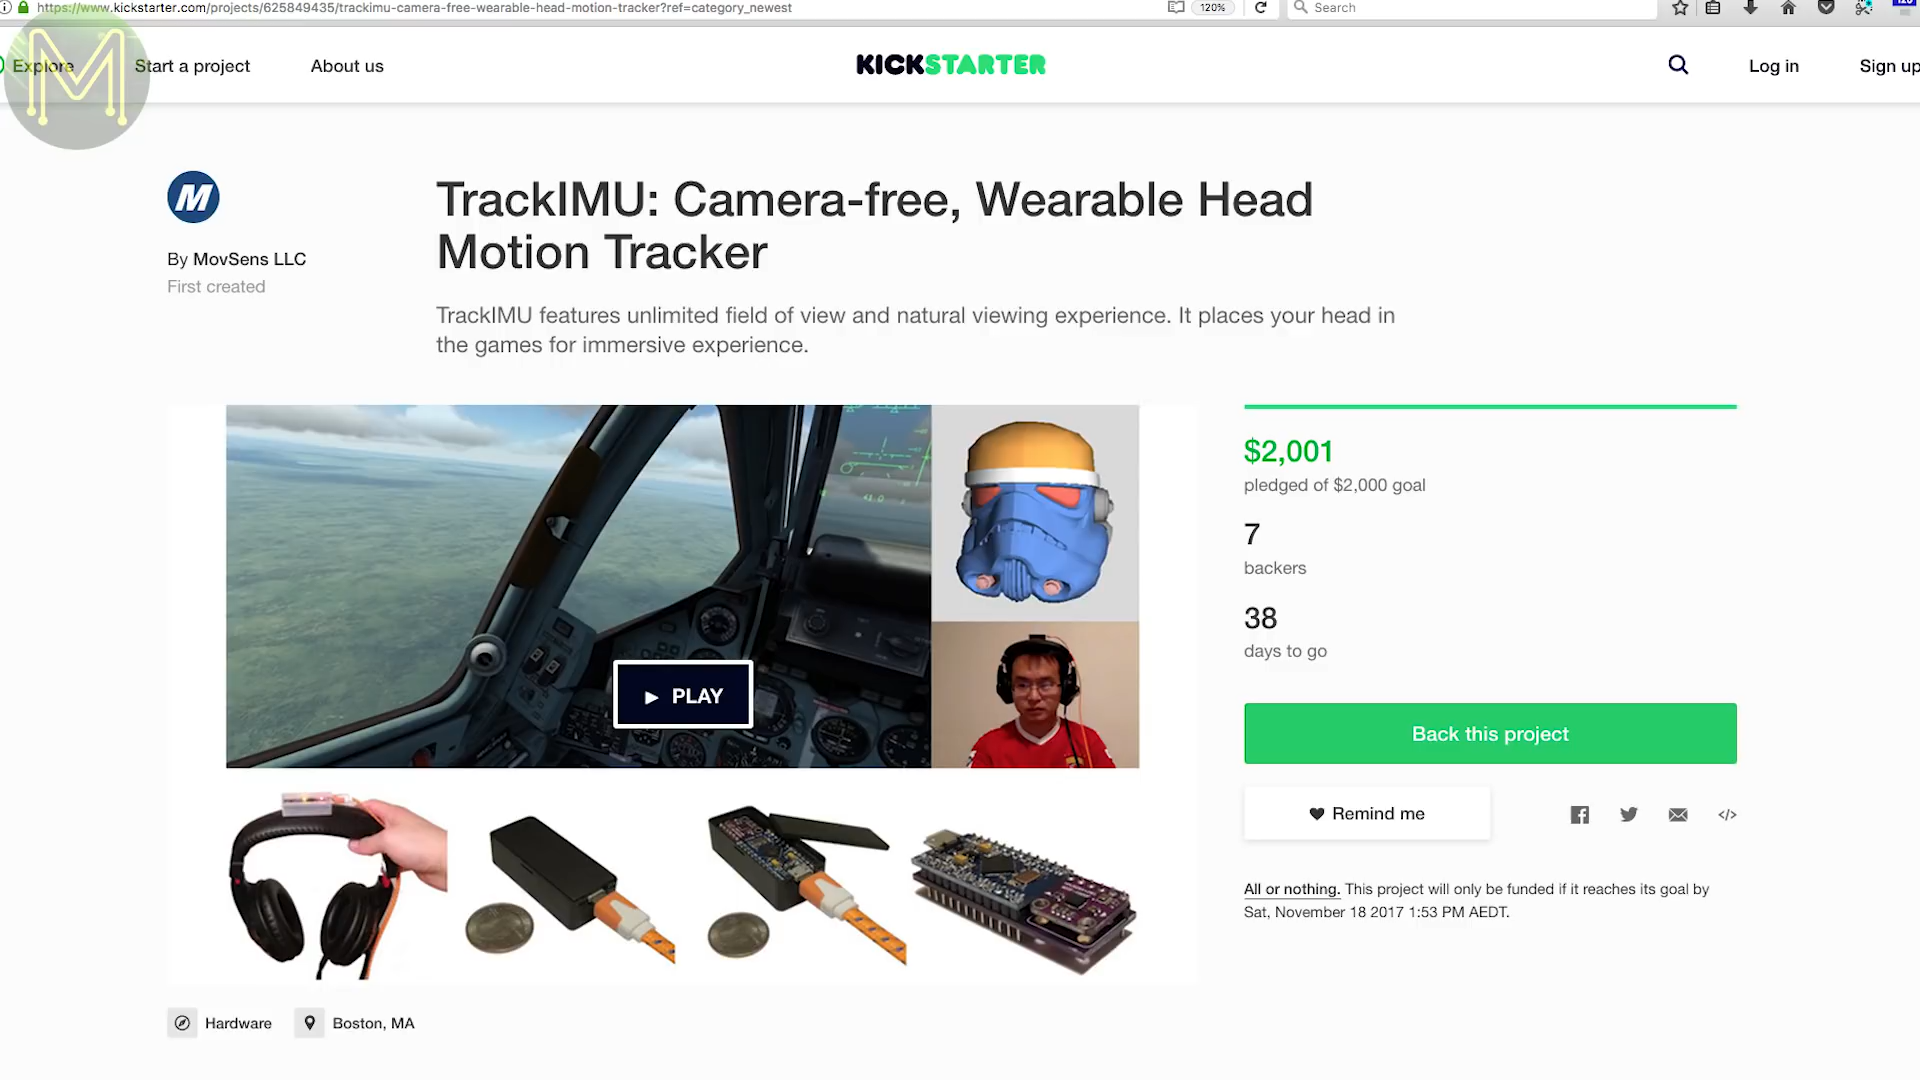 https://www.kickstarter.com/projects/625849435/trackimu-camera-free-wearable-head-motion-tracker?ref=category_newest
120%
Search
120
Explore
Start a project
About us
KICKSTARTER
Log in
Sign up
M
M
By MovSens LLC
First created
TrackIMU: Camera-free, Wearable Head
Motion Tracker
TrackIMU features unlimited field of view and natural viewing experience. It places your head in
the games for immersive experience.
PLAY
$2,001
pledged of $2,000 goal
7
backers
38
days to go
Back this project
Remind me
All or nothing. This project will only be funded if it reaches its goal by
Sat, November 18 2017 1:53 PM AEDT.
Hardware
Boston, MA